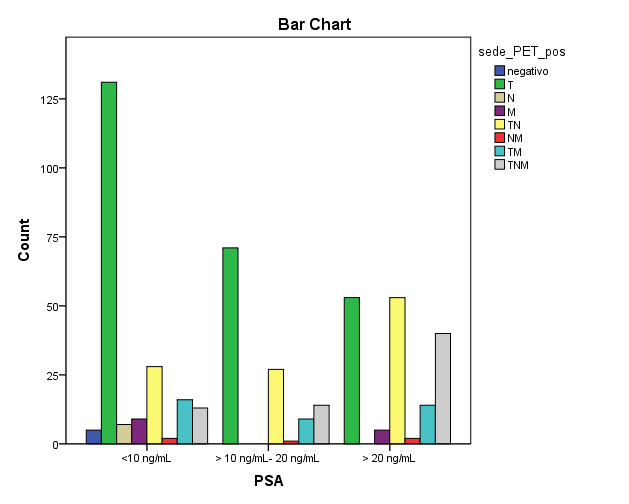 Bar Chart
sede_PET_pos
negativo
T
N
M
TN
NM
TM
TNM
125
100
75
50
25
0
Count
<10 ng/mL
> 10 ng/mL- 20 ng/mL
> 20 ng/mL
PSA